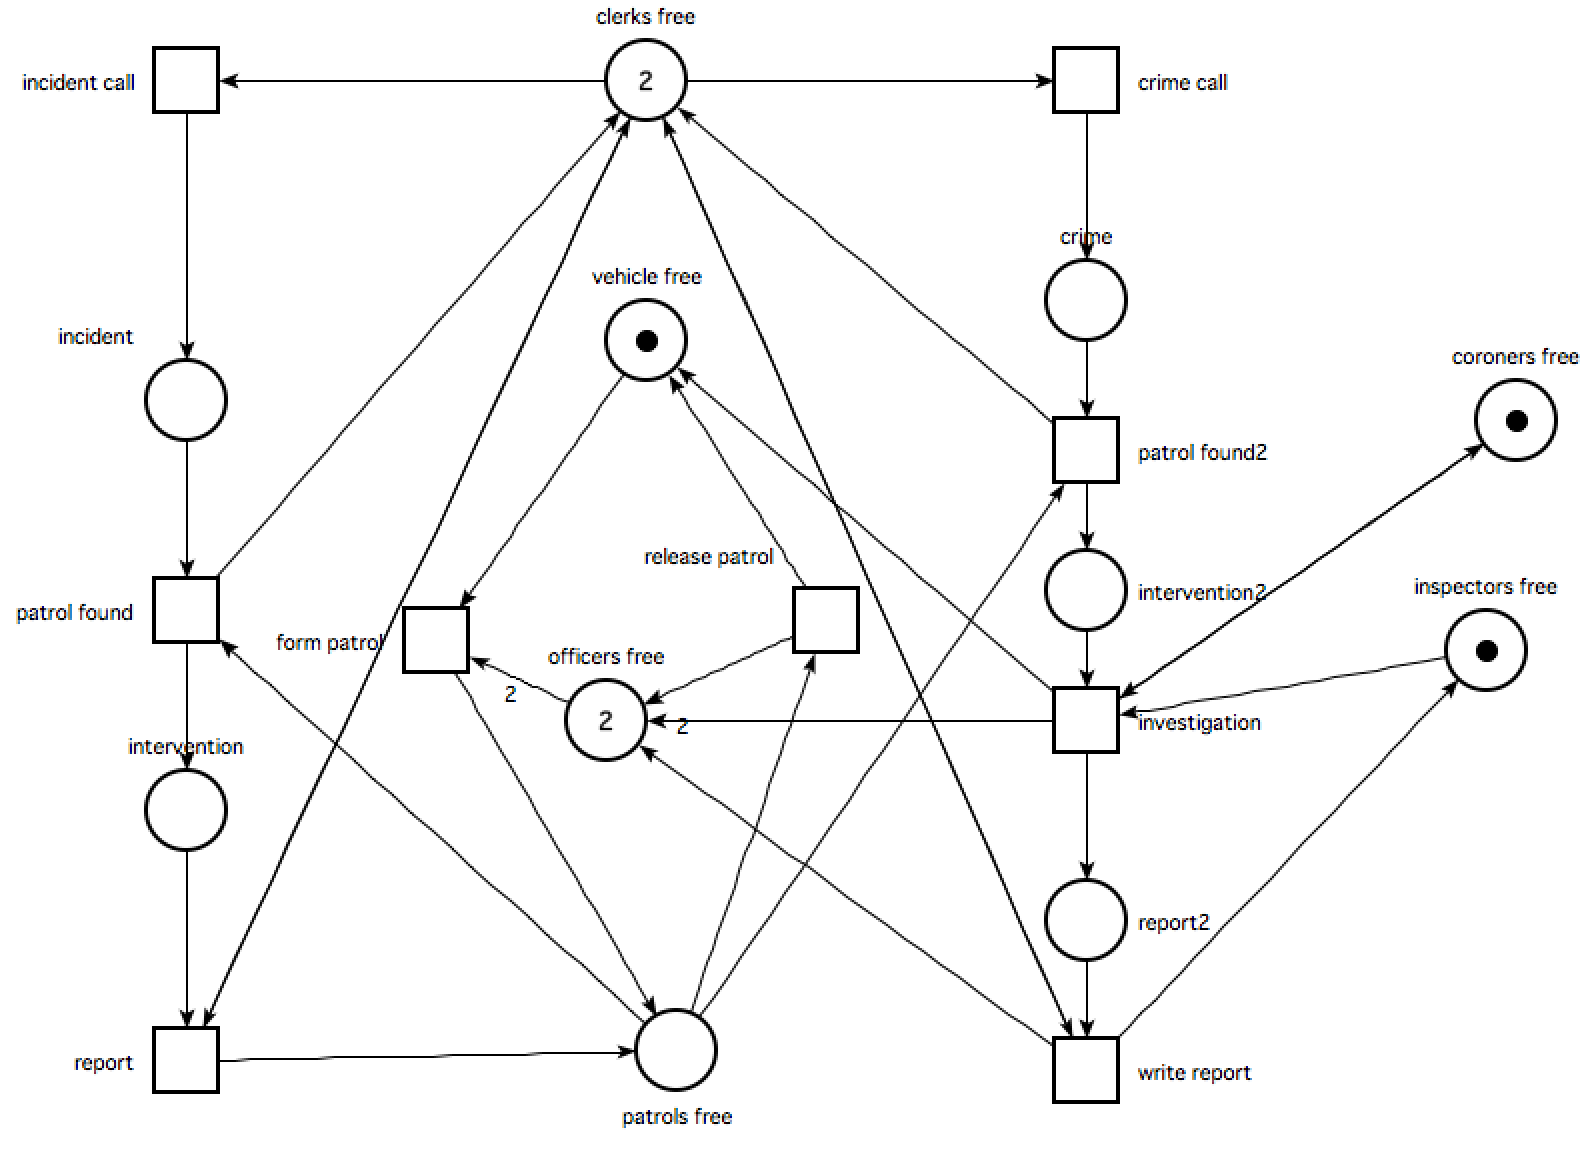 clerks free
2
incident call
crime call
crime
vehicle free
incident
coroners free
patrol found2
release patrol
inspectors free
intervention2
patrol found
form patrol
officers free
2
2
2
investigation
intervention
report2
report
write report
patrols free